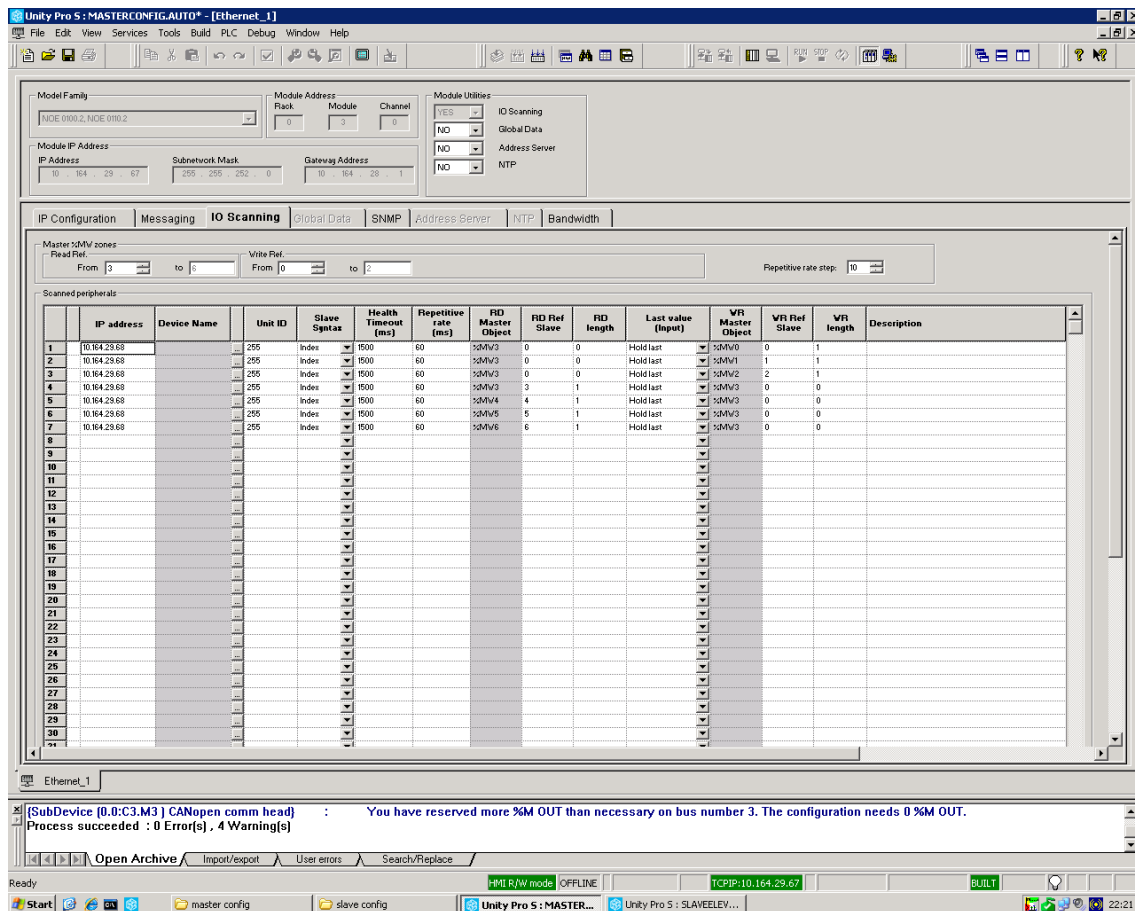 Unity Pro S : MASTERCONFIG.AUTO* - [Ethernet_1]
File Edit View Services Tools Build PLC Debug Window Help
Model Family
NOE 0100.2, NOE 0110.2
Module Address
Rack Module Channel
0 3 0
Module Utilities
YES IO Scanning
NO Global Data
NO Address Server
NO NTP
Module IP Address
IP Address Subnetwork Mask Gateway Address
10 . 164 . 29 . 67 255 . 255 . 252 . 0 10 . 164 . 28 . 1
IP Configuration Messaging IO Scanning Global Data SNMP Address Server NTP Bandwidth
Master %MW zones
Read Ref. Write Ref.
From 3 to 6 From 0 to 2 Repetitive rate step: 10
Scanned peripherals
IP address Device Name Unit ID Slave Syntax Health Timeout (ms) Repetitive rate (ms) RD Master Object RD Ref Slave RD length Last value (Input) WR Master Object WR Ref Slave WR length Description
1 10.164.29.68 ... 255 Index 1500 60 %MW3 0 0 Hold last %MW0 0 1
2 10.164.29.68 ... 255 Index 1500 60 %MW3 0 0 Hold last %MW1 1 1
3 10.164.29.68 ... 255 Index 1500 60 %MW3 0 0 Hold last %MW2 2 1
4 10.164.29.68 ... 255 Index 1500 60 %MW3 3 1 Hold last %MW3 0 0
5 10.164.29.68 ... 255 Index 1500 60 %MW4 4 1 Hold last %MW3 0 0
6 10.164.29.68 ... 255 Index 1500 60 %MW5 5 1 Hold last %MW3 0 0
7 10.164.29.68 ... 255 Index 1500 60 %MW6 6 1 Hold last %MW3 0 0
8 ...
9 ...
10 ...
11 ...
12 ...
13 ...
14 ...
15 ...
16 ...
17 ...
18 ...
19 ...
20 ...
21 ...
22 ...
23 ...
24 ...
25 ...
26 ...
27 ...
28 ...
29 ...
30 ...
31
Ethernet_1
{SubDevice (0.0:C3.M3 ) CANopen comm head} : You have reserved more %M OUT than necessary on bus number 3. The configuration needs 0 %M OUT.
Process succeeded : 0 Error(s) , 4 Warning(s)
Open Archive Import/export User errors Search/Replace
Ready HMI R/W mode OFFLINE TCPIP:10.164.29.67 BUILT
Start master config slave config Unity Pro S : MASTER... Unity Pro S : SLAVEELEV... 22:21